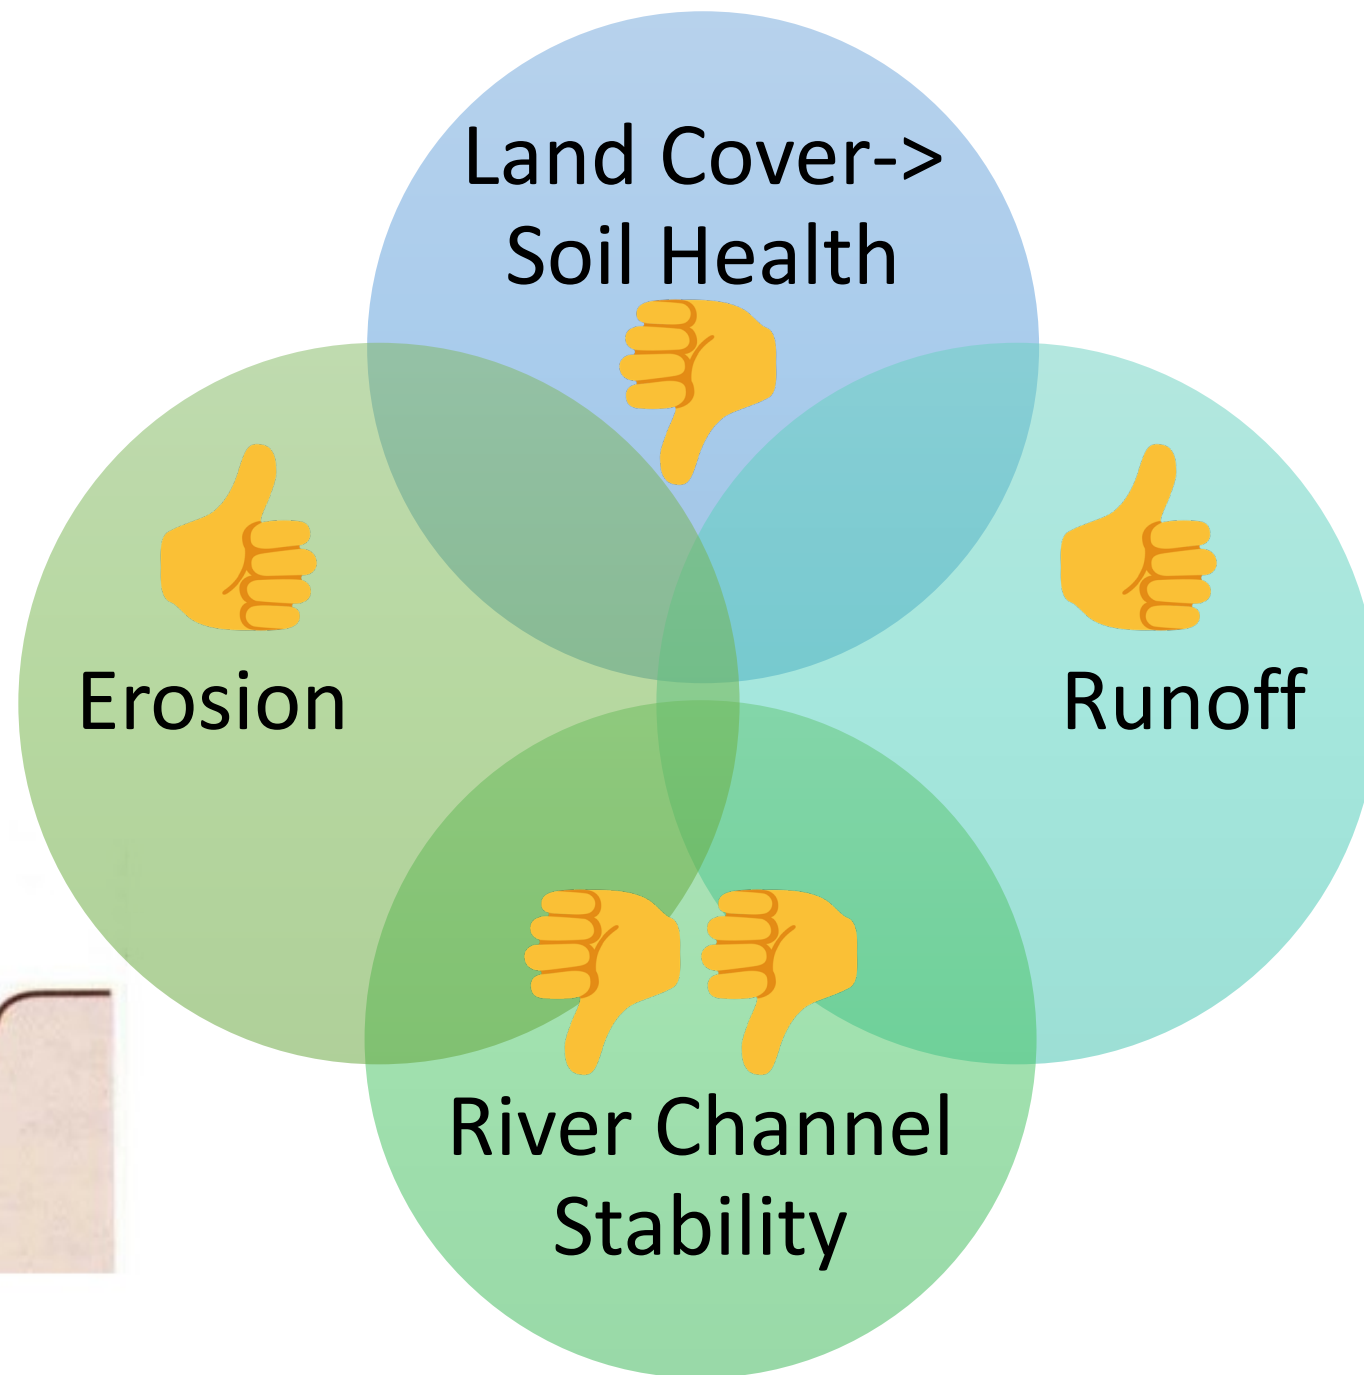 Land Cover->
Soil Health
Erosion
Runoff
River Channel
Stability